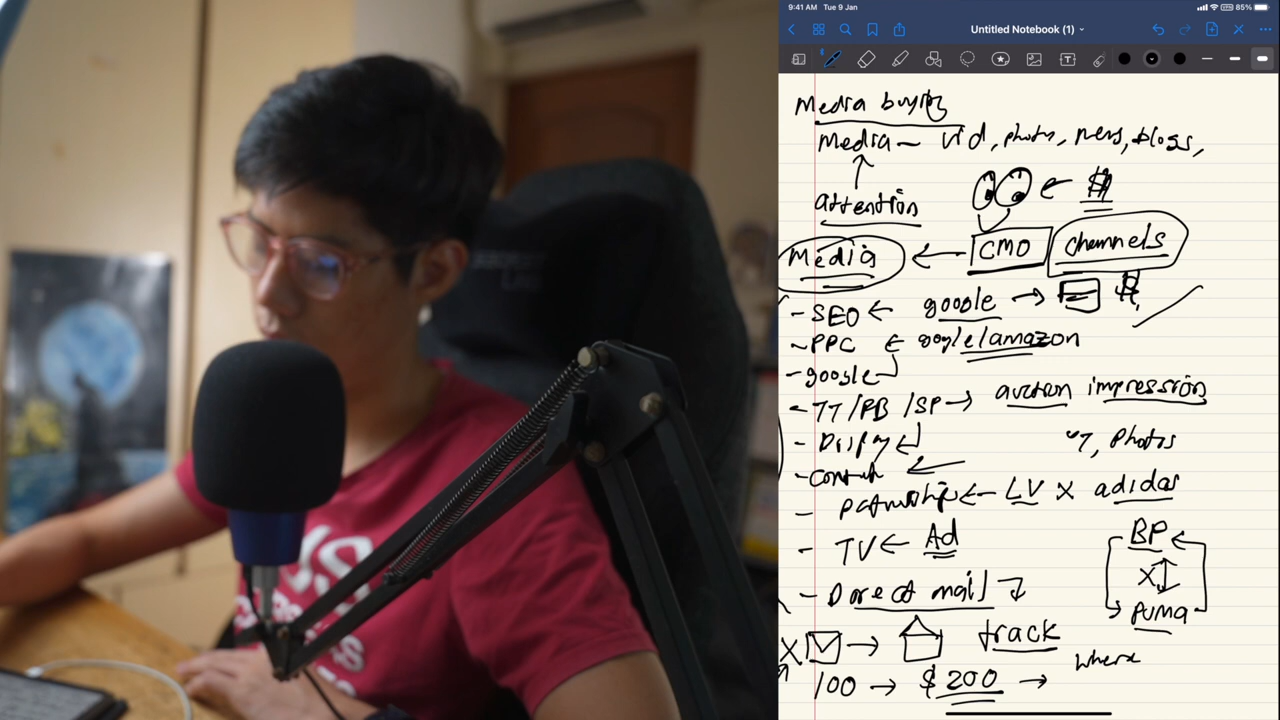 9:41 AM Tue 9 Jan
85%
Untitled Notebook (1)
Media buying
Media ~ vid, photos, news, blogs,
attention
$
Media ← CMO channels
- SEO ← google → $
~PPC ← google/amazon
- google
- TT/FB/SP → auction impression
- Display
photos
- Content
- Partnership ← LV x adidas
- TV ← Ad
BP
X
PUMA
- Direct mail
X → track
where
100 → $200 →